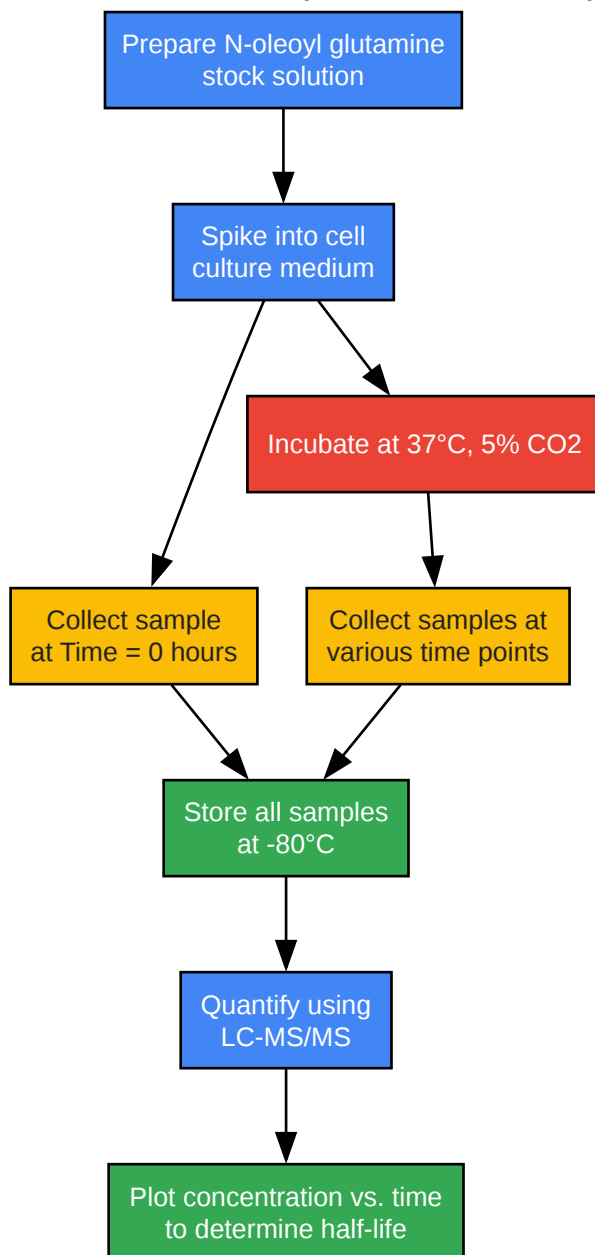 Prepare N-oleoyl glutamine
stock solution
Spike into cell
culture medium
Incubate at 37°C, 5% CO2
Collect sample
at Time = 0 hours
Collect samples at
various time points
Store all samples
at -80°C
Quantify using
LC-MS/MS
Plot concentration vs. time
to determine half-life